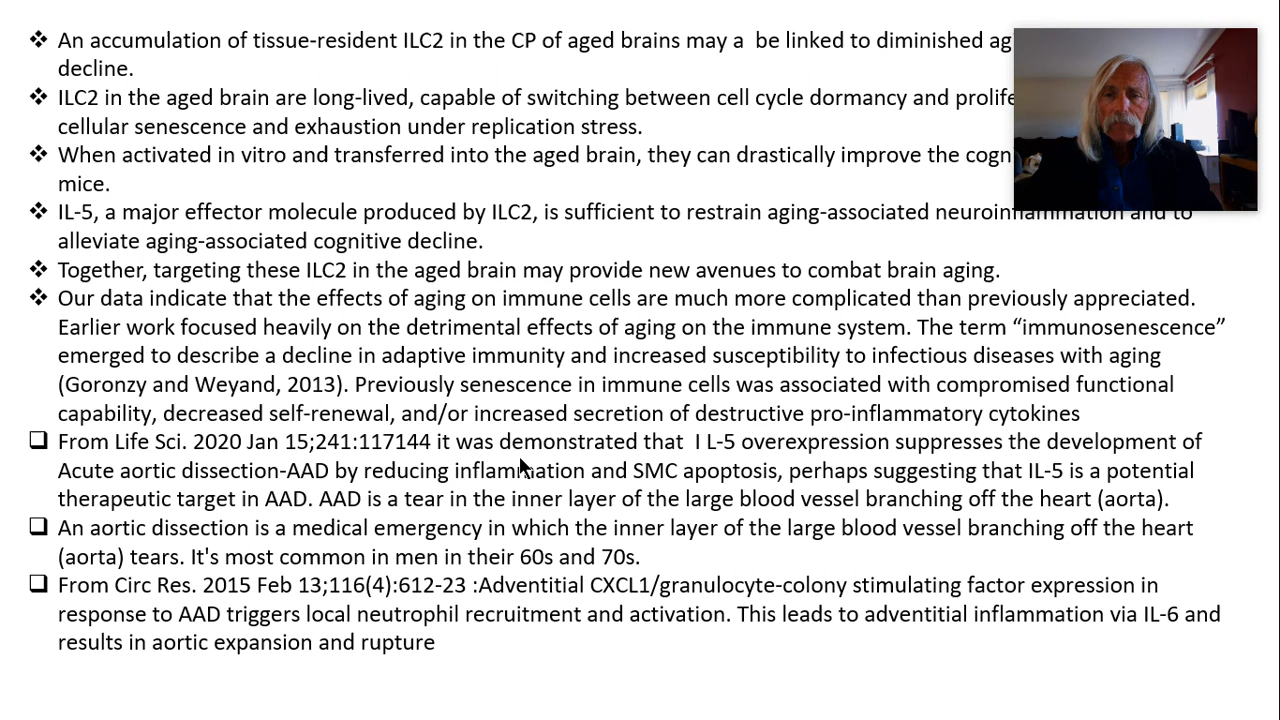 An accumulation of tissue-resident ILC2 in the CP of aged brains may a  be linked to diminished
decline.
ILC2 in the aged brain are long-lived, capable of switching between cell cycle dormancy and
cellular senescence and exhaustion under replication stress.
When activated in vitro and transferred into the aged brain, they can drastically improve the
mice.
IL-5, a major effector molecule produced by ILC2, is sufficient to restrain aging-associated neuroinflammation and to
alleviate aging-associated cognitive decline.
Together, targeting these ILC2 in the aged brain may provide new avenues to combat brain aging.
Our data indicate that the effects of aging on immune cells are much more complicated than previously appreciated.
Earlier work focused heavily on the detrimental effects of aging on the immune system. The term “immunosenescence”
emerged to describe a decline in adaptive immunity and increased susceptibility to infectious diseases with aging
(Goronzy and Weyand, 2013). Previously senescence in immune cells was associated with compromised functional
capability, decreased self-renewal, and/or increased secretion of destructive pro-inflammatory cytokines
From Life Sci. 2020 Jan 15;241:117144 it was demonstrated that  I L-5 overexpression suppresses the development of
Acute aortic dissection-AAD by reducing inflammation and SMC apoptosis, perhaps suggesting that IL-5 is a potential
therapeutic target in AAD. AAD is a tear in the inner layer of the large blood vessel branching off the heart (aorta).
An aortic dissection is a medical emergency in which the inner layer of the large blood vessel branching off the heart
(aorta) tears. It's most common in men in their 60s and 70s.
From Circ Res. 2015 Feb 13;116(4):612-23 :Adventitial CXCL1/granulocyte-colony stimulating factor expression in
response to AAD triggers local neutrophil recruitment and activation. This leads to adventitial inflammation via IL-6 and
results in aortic expansion and rupture